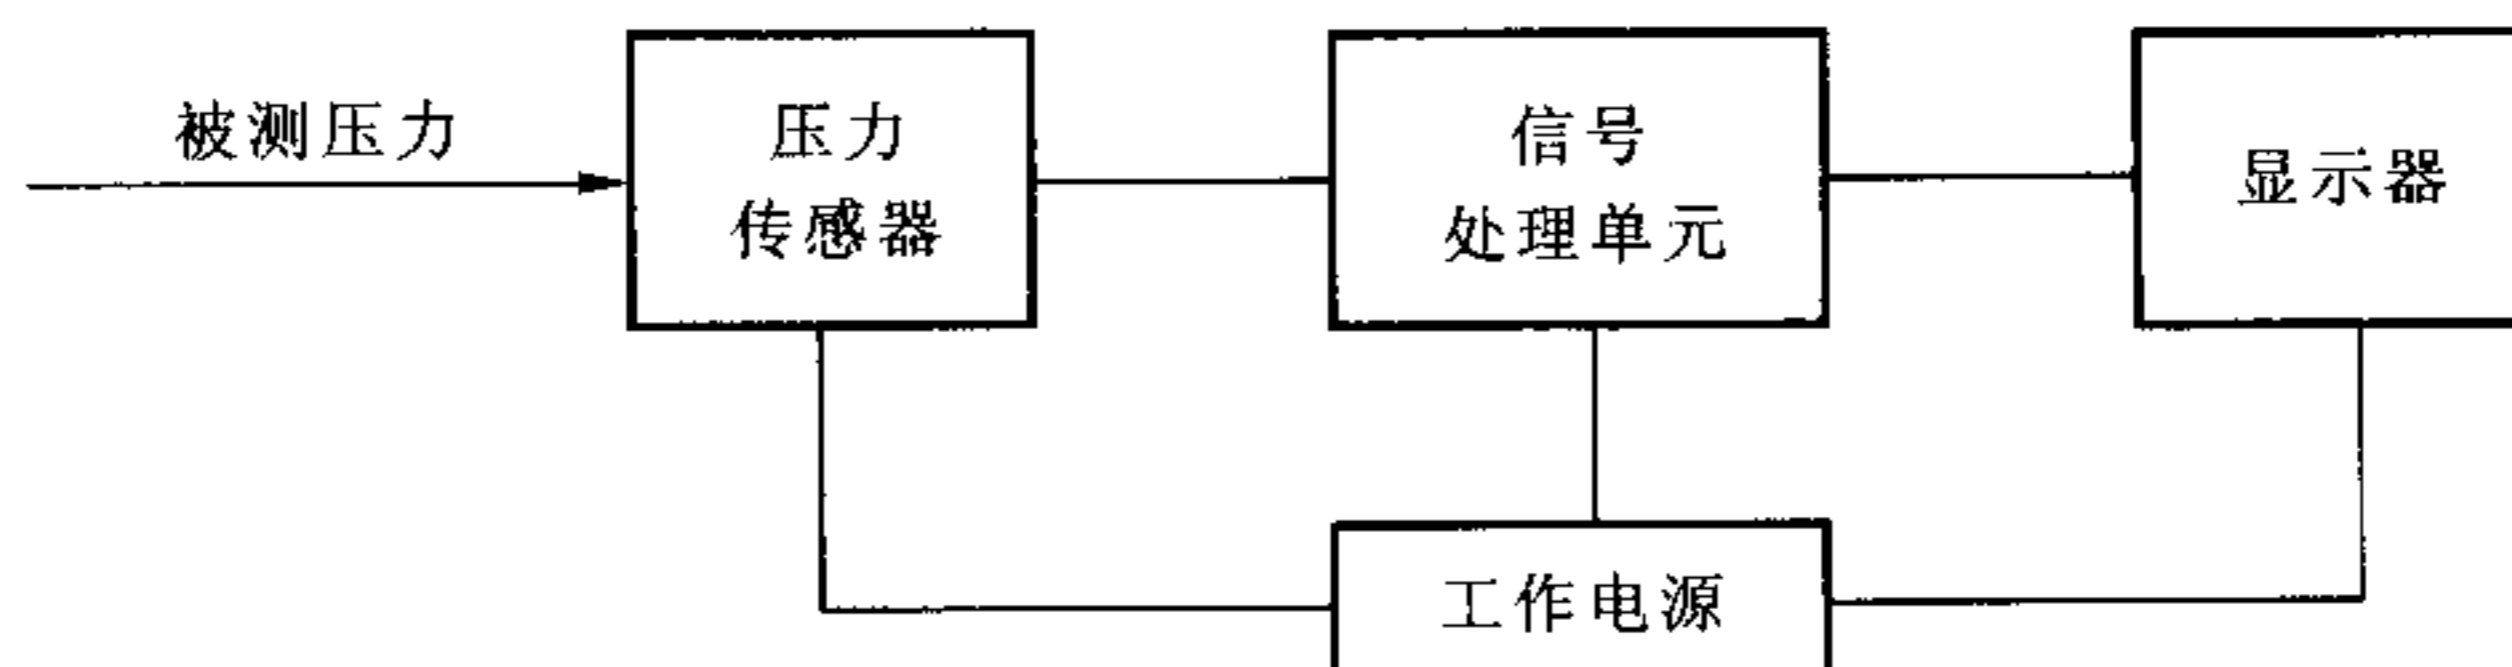 被测压力
压力
传感器
信号
处理单元
显示器
工作电源